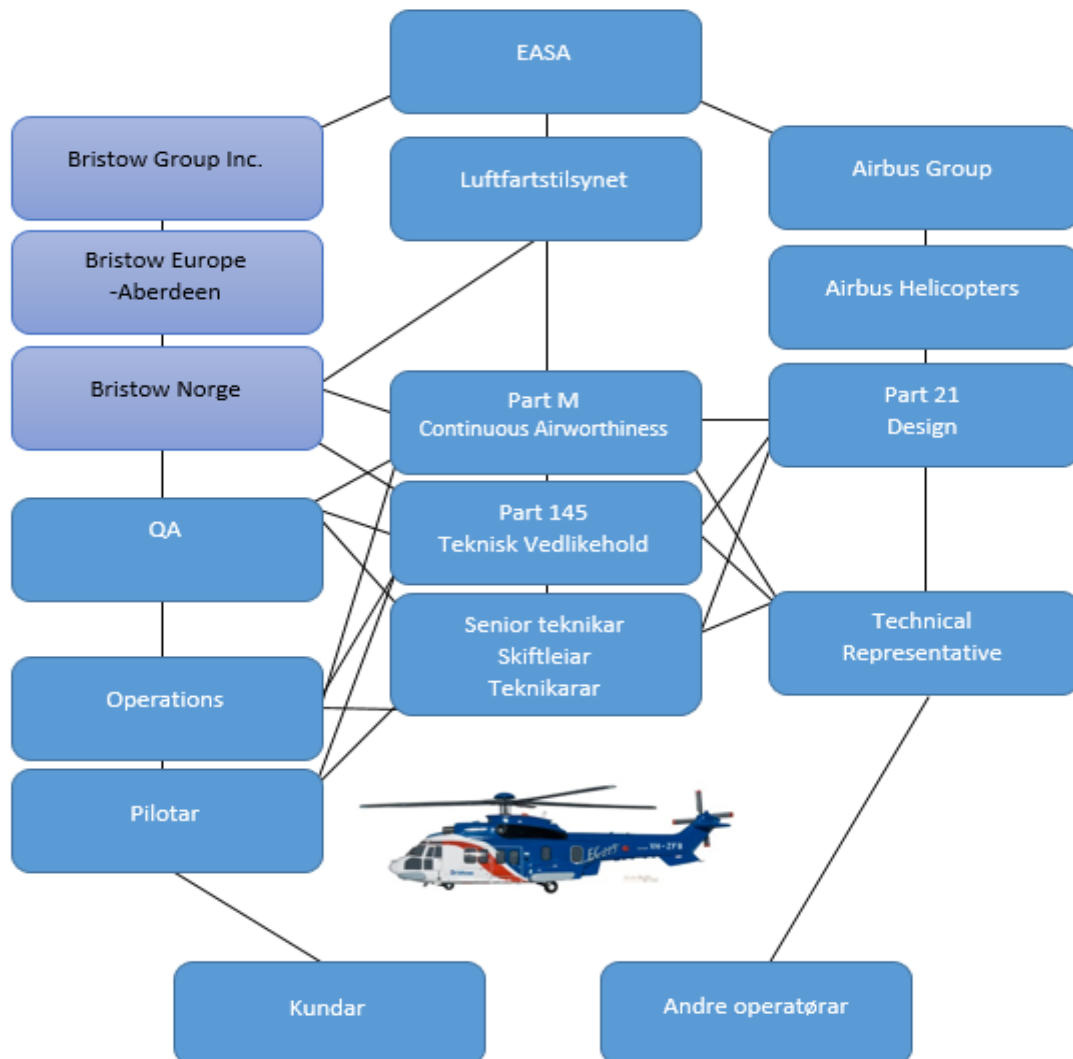 EASA
Bristow Group Inc.
Luftfartstilsynet
Airbus Group
Bristow Europe
-Aberdeen
Airbus Helicopters
Bristow Norge
Part M
Continuous Airworthiness
Part 21
Design
QA
Part 145
Teknisk Vedlikehold
Senior teknikar
Skiftleiar
Teknikarar
Technical
Representative
Operations
Pilotar
Bristow
Kundar
Andre operatørar